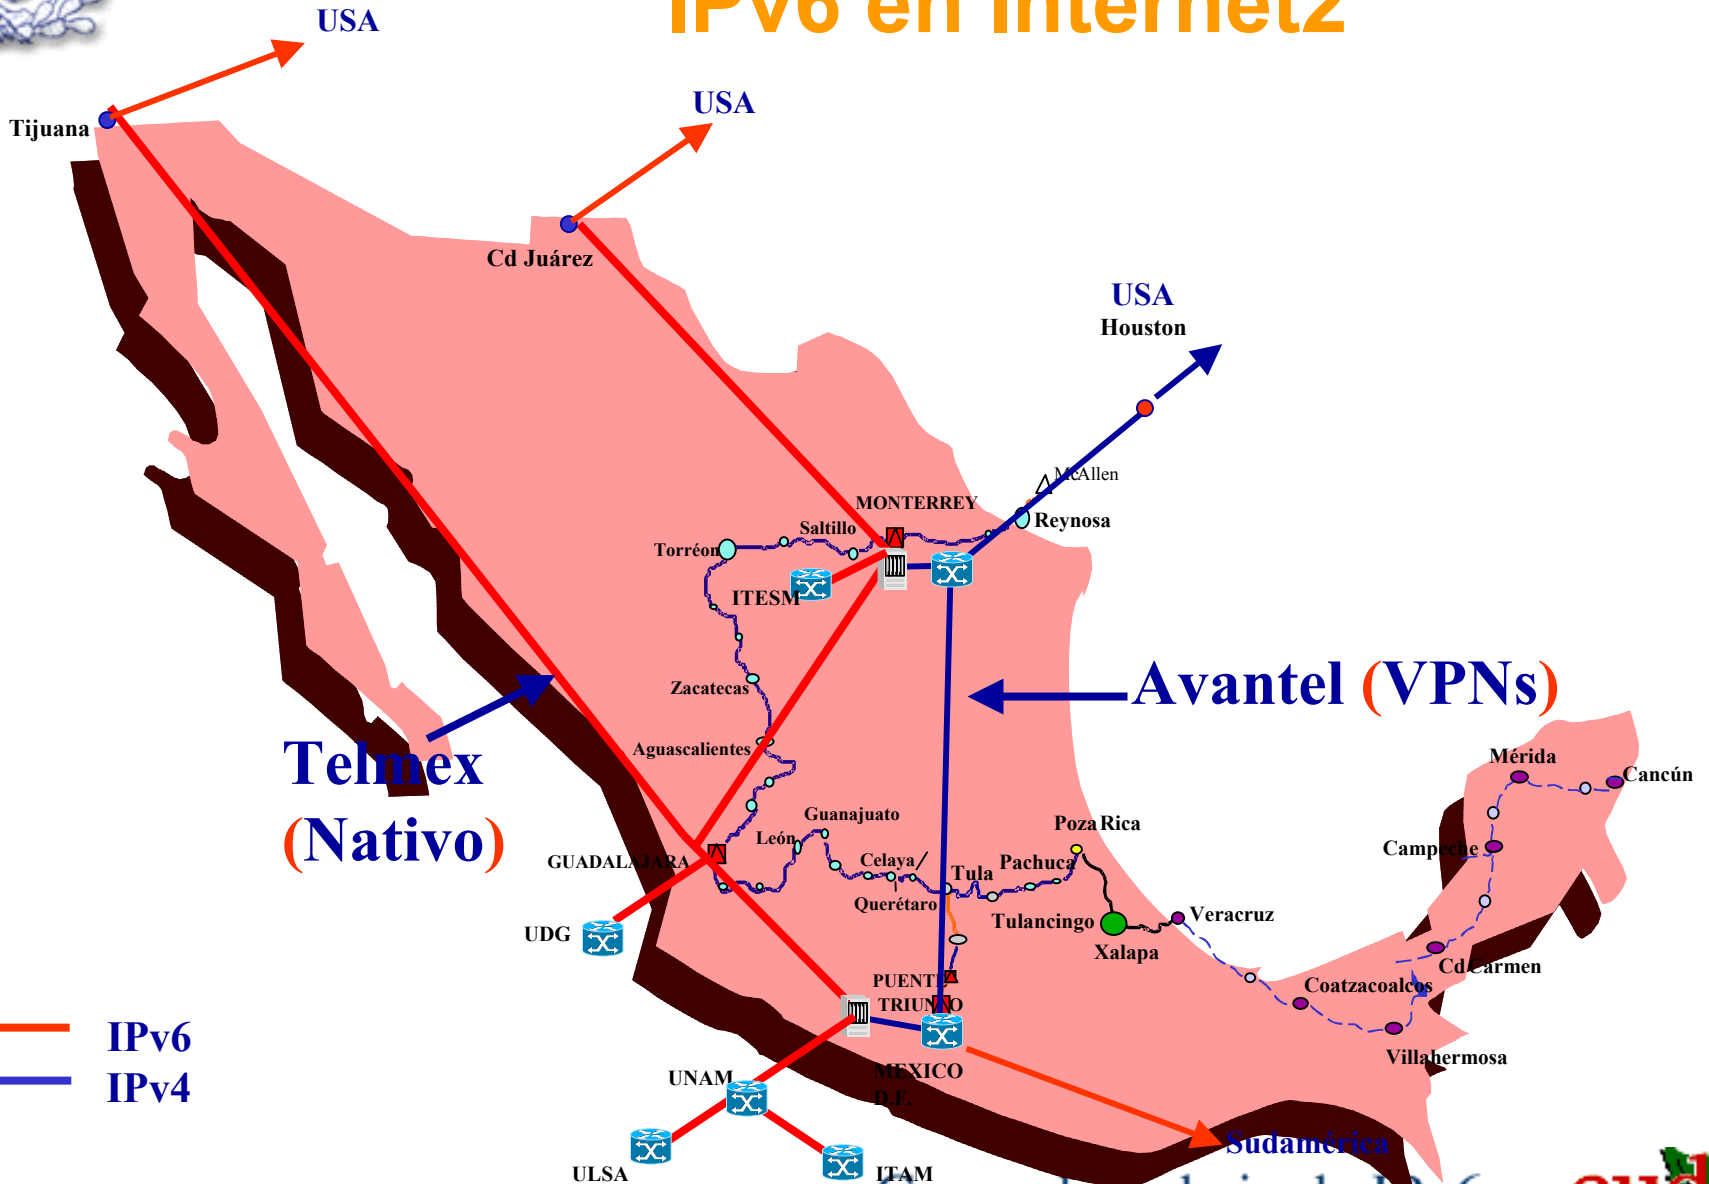 IPv6 en Internet2
USA
USA
Tijuana
Cd Juárez
USA
Houston
McAllen
MONTERREY
Reynosa
Saltillo
Torréon
ITESM
Avantel (VPNs)
Zacatecas
Aguascalientes
Telmex
(Nativo)
Mérida
Cancún
Guanajuato
Poza Rica
León
Campeche
GUADALAJARA
Celaya
Pachuca
Tula
Querétaro
Tulancingo
Veracruz
UDG
Xalapa
Cd Carmen
PUENTE
Coatzacoalcos
TRIUNFO
IPv6
Villahermosa
MEXICO
D.F.
UNAM
IPv4
Sudamérica
ULSA
ITAM